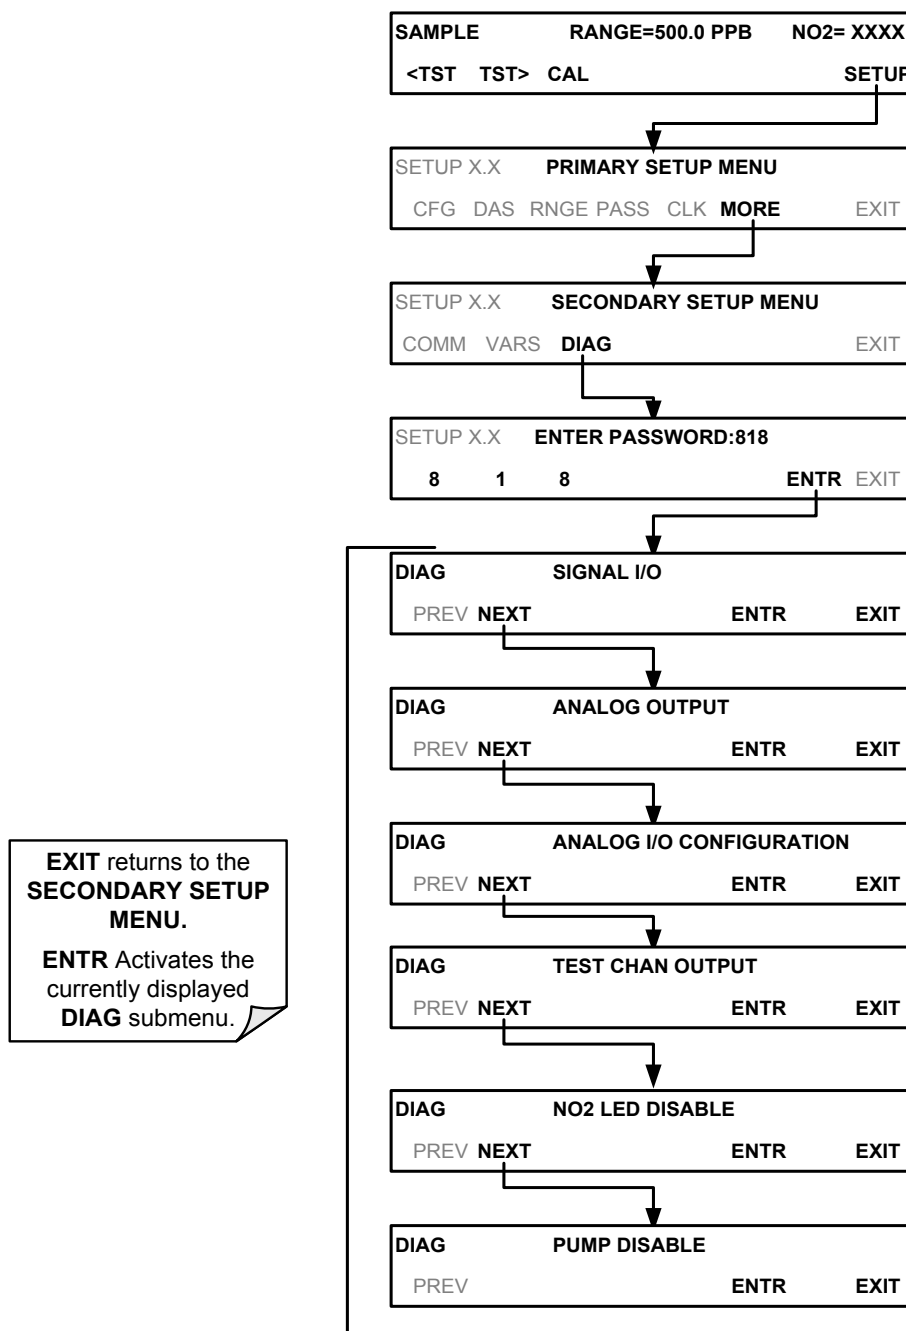 SAMPLE RANGE=500.0 PPB NO2= XXXX
<TST TST> CAL SETUP
SETUP X.X PRIMARY SETUP MENU
CFG DAS RNGE PASS CLK MORE EXIT
SETUP X.X SECONDARY SETUP MENU
COMM VARS DIAG EXIT
SETUP X.X ENTER PASSWORD:818
8 1 8 ENTR EXIT
DIAG SIGNAL I/O
PREV NEXT ENTR EXIT
DIAG ANALOG OUTPUT
PREV NEXT ENTR EXIT
DIAG ANALOG I/O CONFIGURATION
PREV NEXT ENTR EXIT
EXIT returns to the
SECONDARY SETUP
MENU.
ENTR Activates the
currently displayed
DIAG submenu.
DIAG TEST CHAN OUTPUT
PREV NEXT ENTR EXIT
DIAG NO2 LED DISABLE
PREV NEXT ENTR EXIT
DIAG PUMP DISABLE
PREV ENTR EXIT